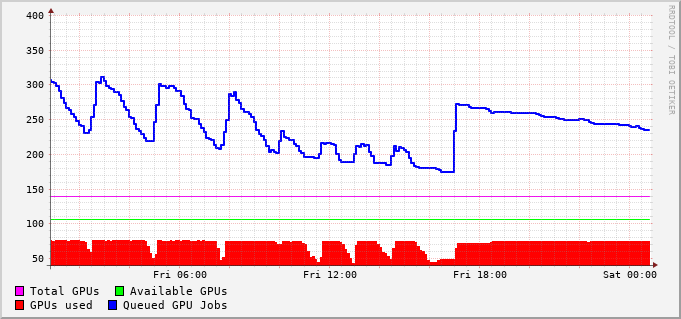 400
350
300
250
200
150
100
50
Fri 06:00 Fri 12:00 Fri 18:00 Sat 00:00
Total GPUs Available GPUs
GPUs used Queued GPU Jobs
RRDTOOL / TOBI OETIKER